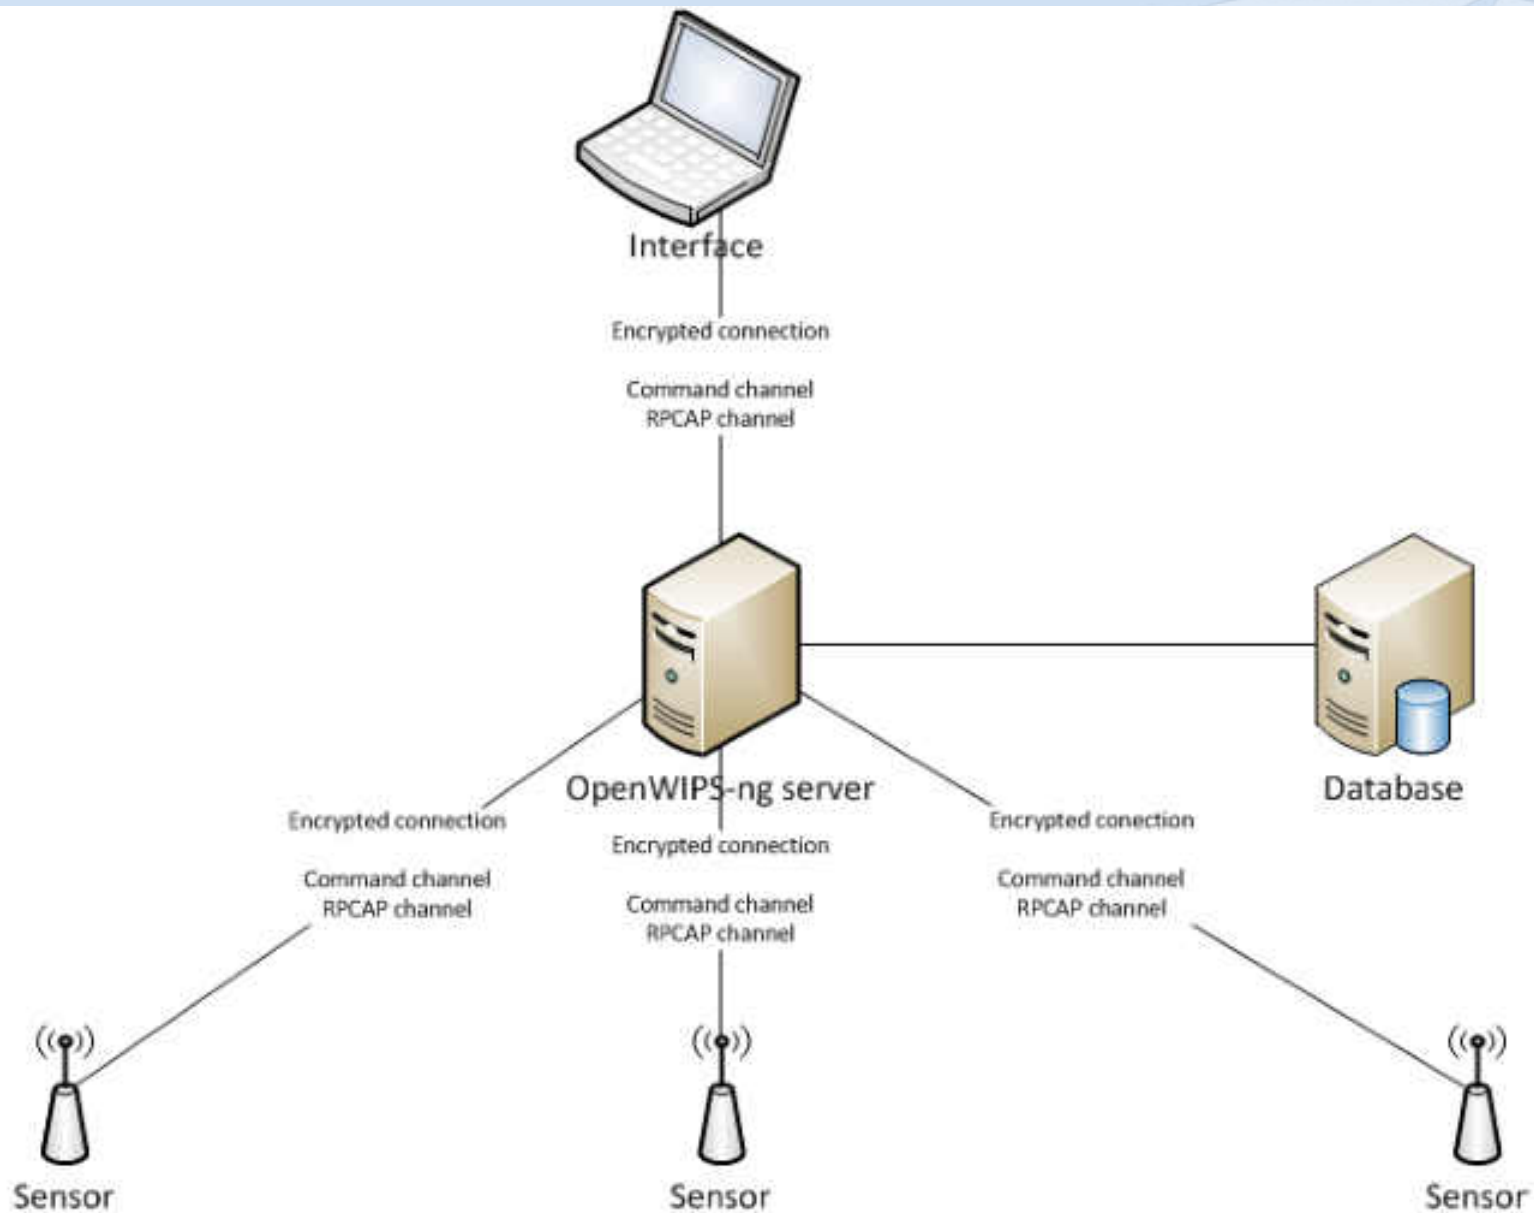 Interface
Encrypted connection
Command channel
RPCAP channel
OpenWIPS-ng server
Database
Encrypted connection
Command channel
RPCAP channel
Encrypted connection
Command channel
RPCAP channel
Encrypted conection
Command channel
RPCAP channel
Sensor
Sensor
Sensor